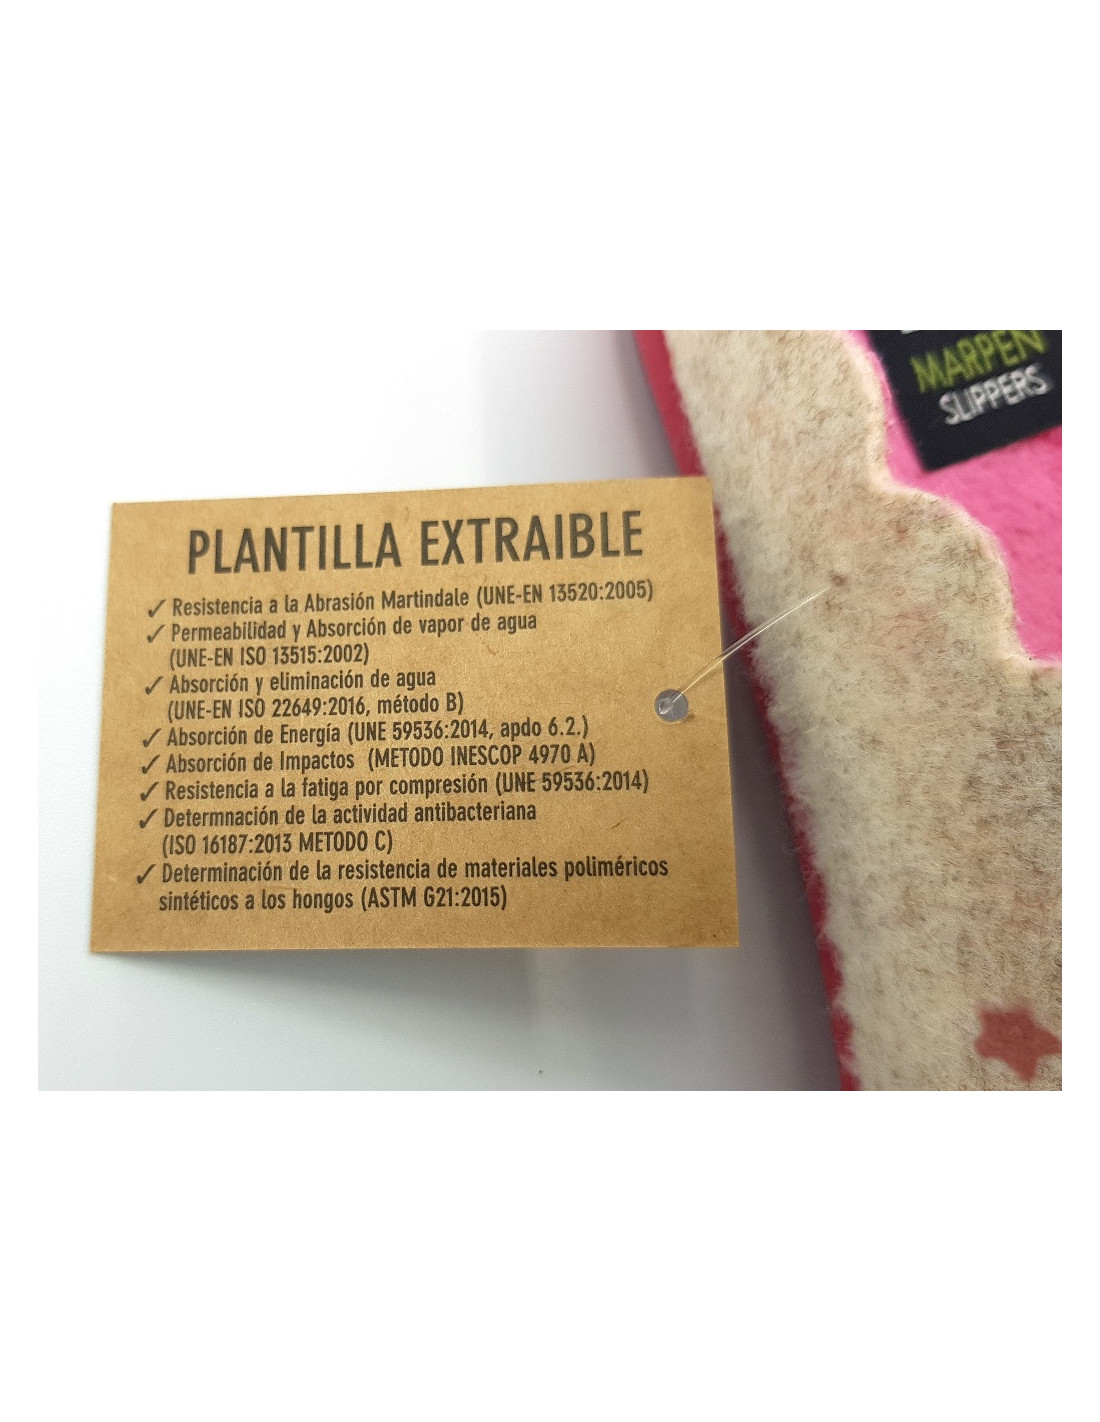 MARPEN
SLIPPERS
PLANTILLA EXTRAIBLE
✓ Resistencia a la Abrasión Martindale (UNE-EN 13520:2005)
✓ Permeabilidad y Absorción de vapor de agua
(UNE-EN ISO 13515:2002)
✓ Absorción y eliminación de agua
(UNE-EN ISO 22649:2016, método B)
✓ Absorción de Energía (UNE 59536:2014, apdo 6.2.)
✓ Absorción de Impactos (METODO INESCOP 4970 A)
✓ Resistencia a la fatiga por compresión (UNE 59536:2014)
✓ Determnación de la actividad antibacteriana
(ISO 16187:2013 METODO C)
✓ Determinación de la resistencia de materiales poliméricos
sintéticos a los hongos (ASTM G21:2015)